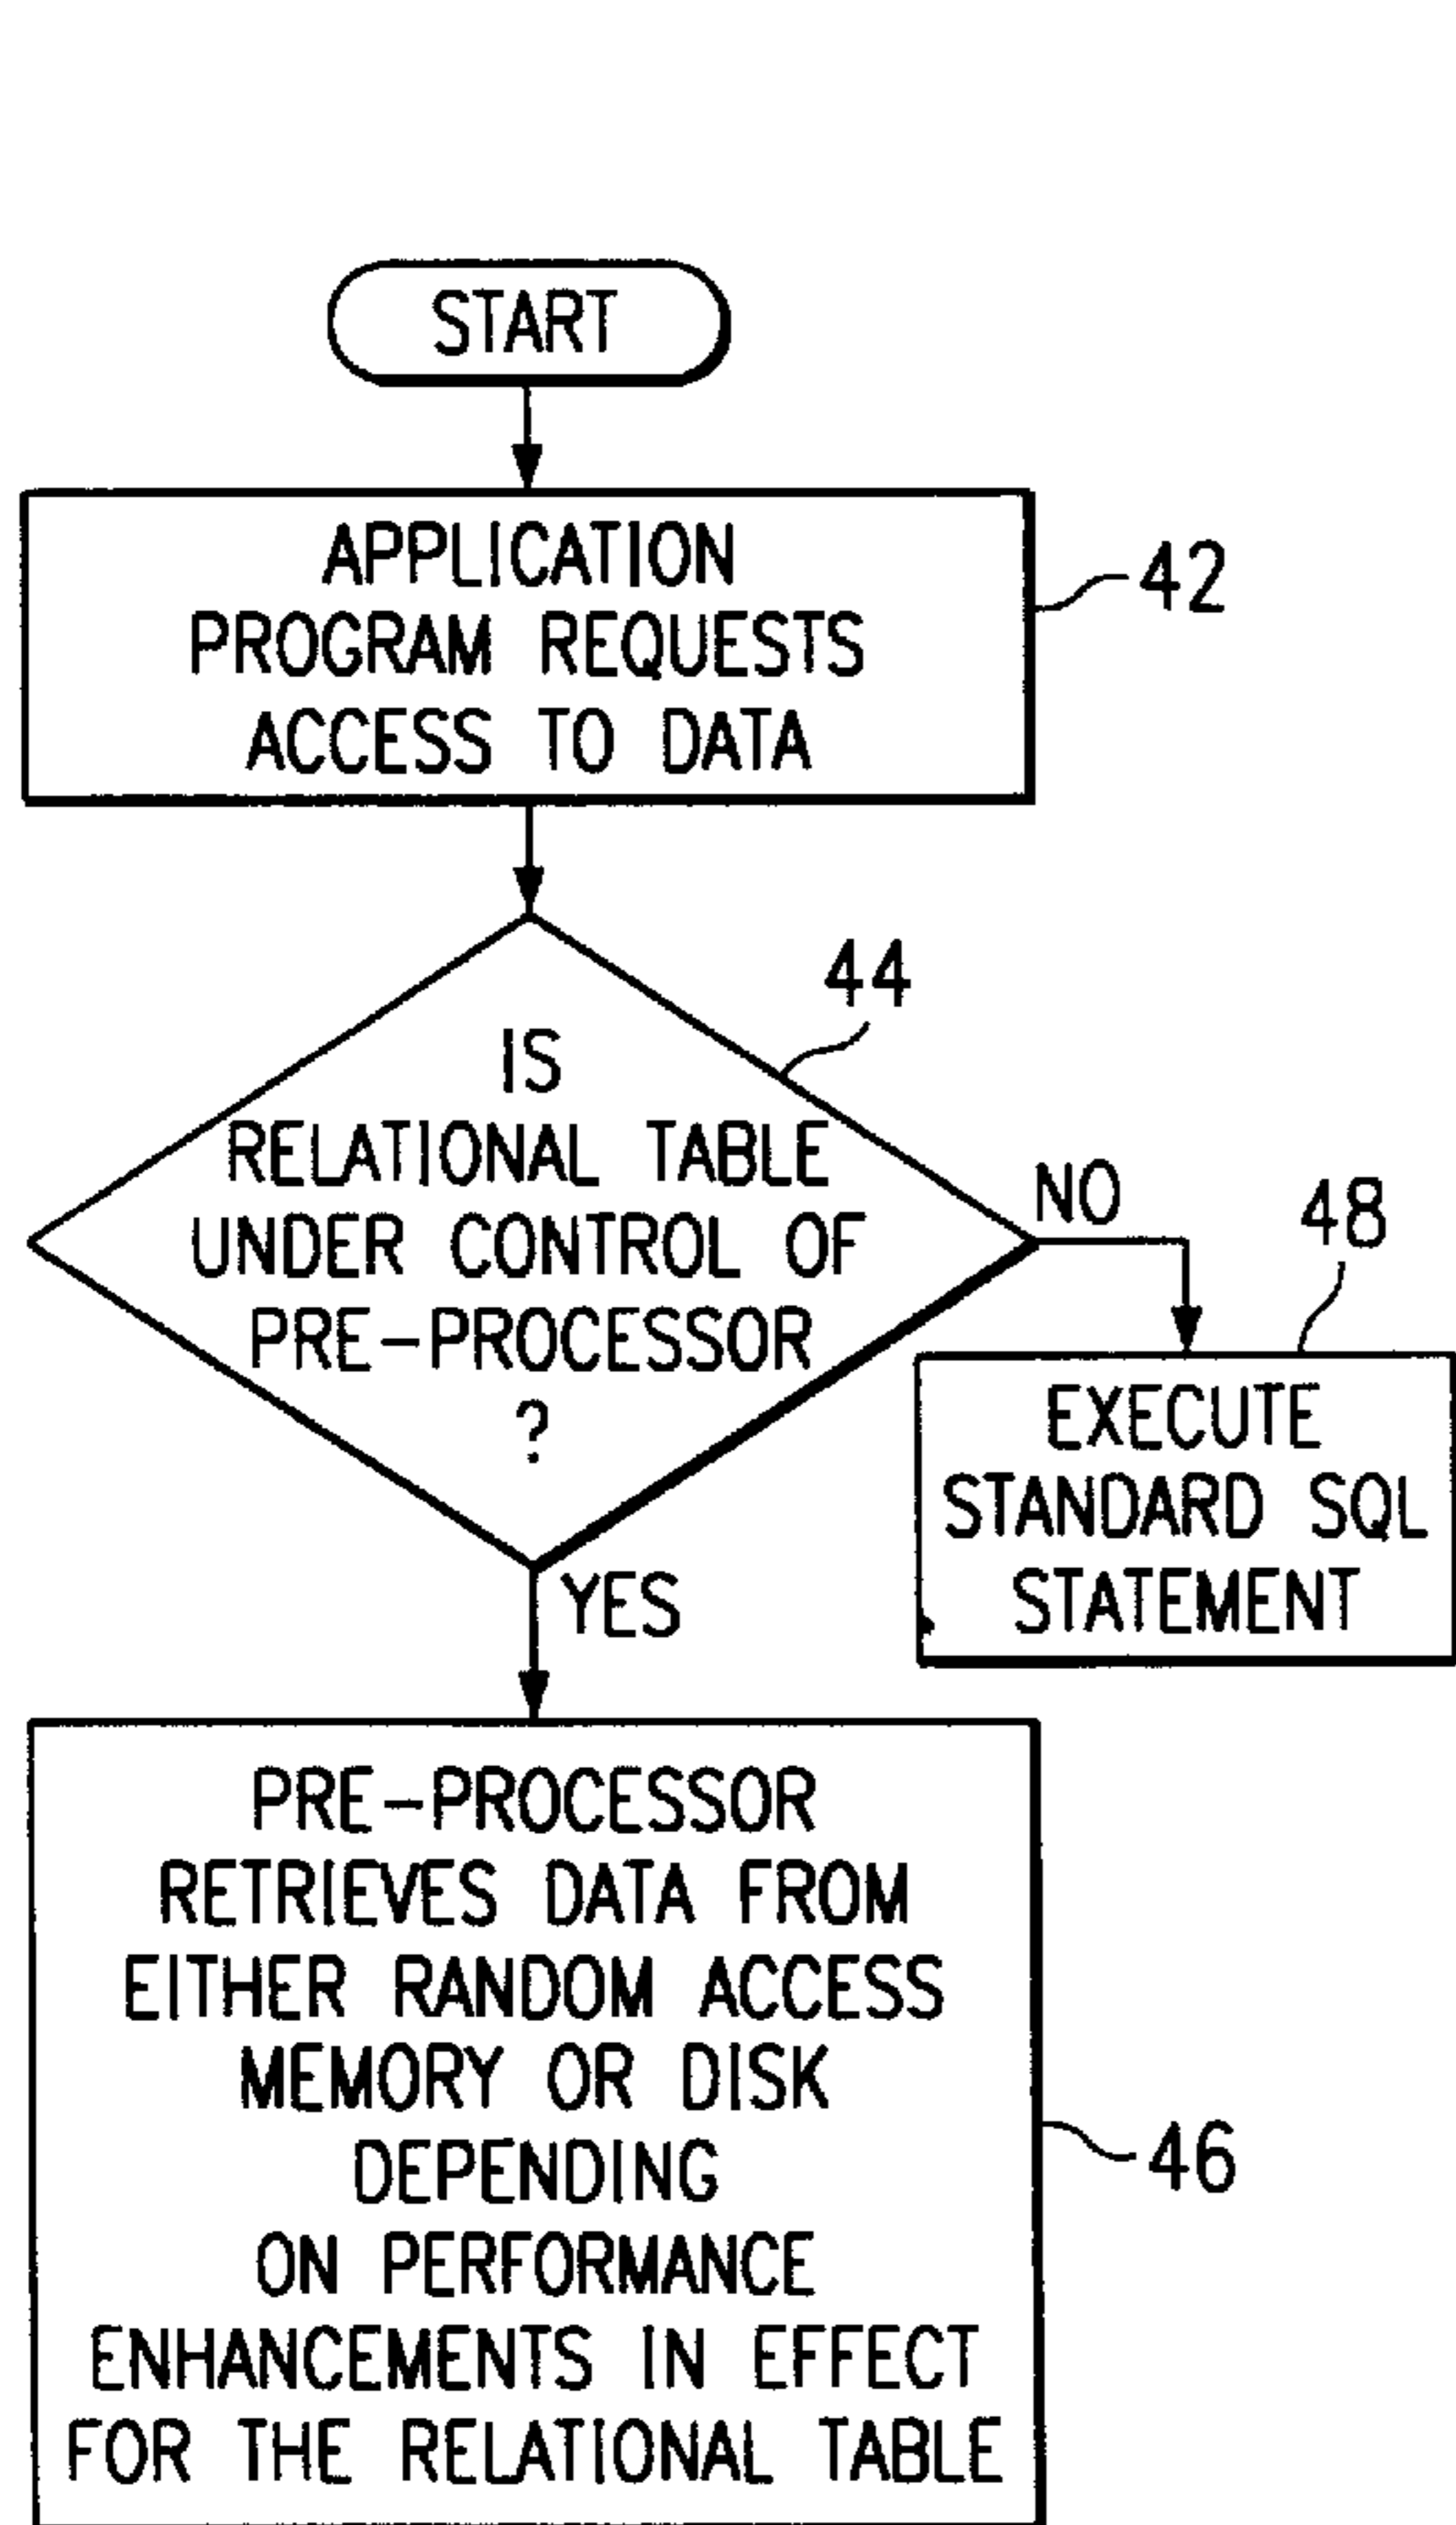 START
APPLICATION
PROGRAM REQUESTS
ACCESS TO DATA
42
44
IS
RELATIONAL TABLE
UNDER CONTROL OF
PRE-PROCESSOR
?
NO
48
EXECUTE
STANDARD SQL
STATEMENT
YES
PRE-PROCESSOR
RETRIEVES DATA FROM
EITHER RANDOM ACCESS
MEMORY OR DISK
DEPENDING
ON PERFORMANCE
ENHANCEMENTS IN EFFECT
FOR THE RELATIONAL TABLE
46